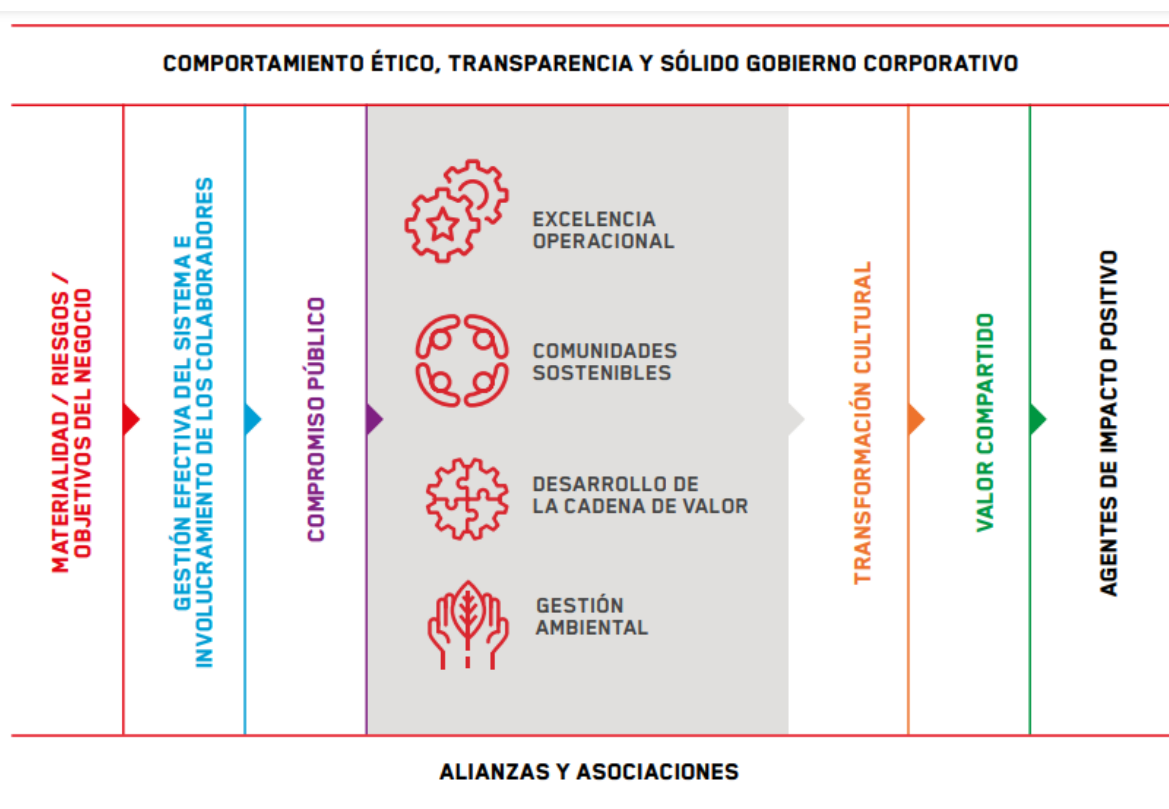 COMPORTAMIENTO ÉTICO, TRANSPARENCIA Y SÓLIDO GOBIERNO CORPORATIVO
MATERIALIDAD / RIESGOS /
OBJETIVOS DEL NEGOCIO
GESTIÓN EFECTIVA DEL SISTEMA E
INVOLUCRAMIENTO DE LOS COLABORADORES
COMPROMISO PÚBLICO
EXCELENCIA
OPERACIONAL
COMUNIDADES
SOSTENIBLES
DESARROLLO DE
LA CADENA DE VALOR
GESTIÓN
AMBIENTAL
TRANSFORMACIÓN CULTURAL
VALOR COMPARTIDO
AGENTES DE IMPACTO POSITIVO
ALIANZAS Y ASOCIACIONES